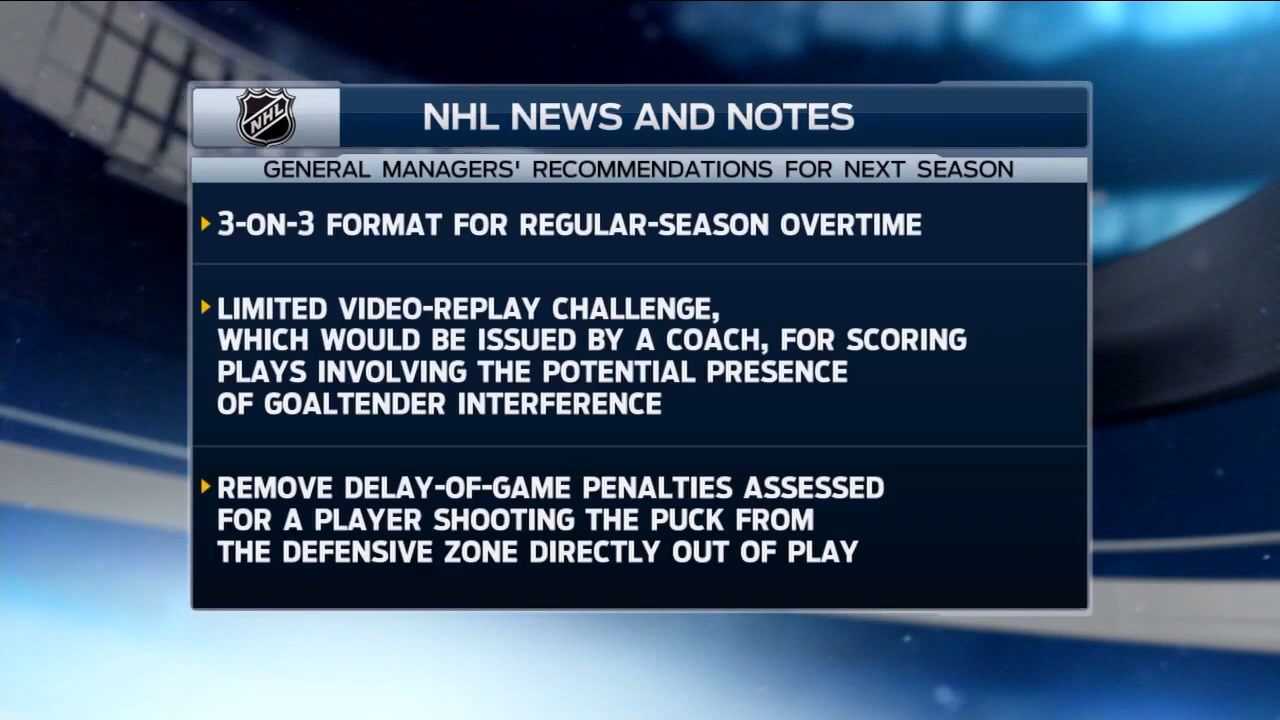 NHL
NHL NEWS AND NOTES
GENERAL MANAGERS' RECOMMENDATIONS FOR NEXT SEASON
3-ON-3 FORMAT FOR REGULAR-SEASON OVERTIME
LIMITED VIDEO-REPLAY CHALLENGE,
WHICH WOULD BE ISSUED BY A COACH, FOR SCORING
PLAYS INVOLVING THE POTENTIAL PRESENCE
OF GOALTENDER INTERFERENCE
REMOVE DELAY-OF-GAME PENALTIES ASSESSED
FOR A PLAYER SHOOTING THE PUCK FROM
THE DEFENSIVE ZONE DIRECTLY OUT OF PLAY